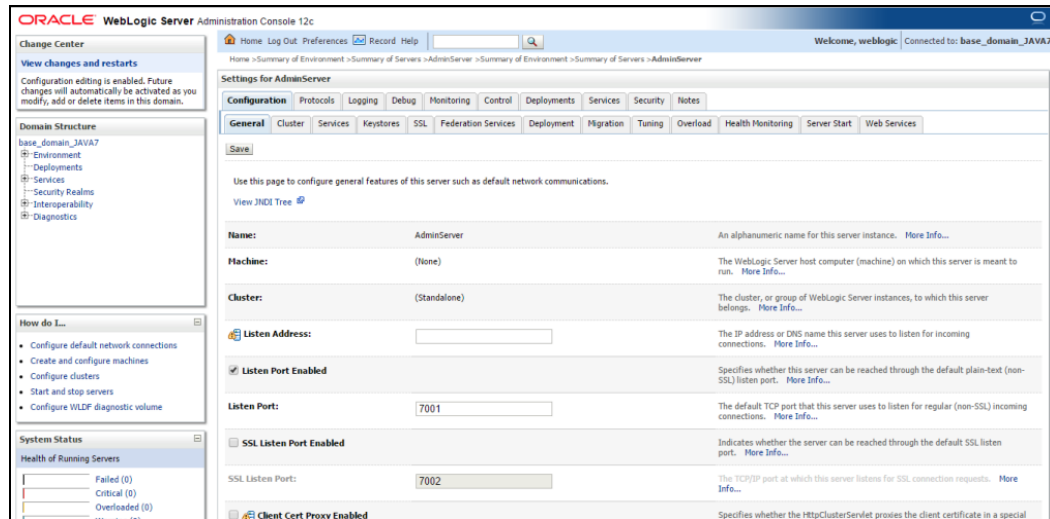 ORACLE WebLogic Server Administration Console 12c
Change Center
View changes and restarts
Configuration editing is enabled. Future
changes will automatically be activated as you
modify, add or delete items in this domain.
Domain Structure
base_domain_JAVA7
Environment
Deployments
Services
Security Realms
Interoperability
Diagnostics
How do I...
Configure default network connections
Create and configure machines
Configure clusters
Start and stop servers
Configure WLDF diagnostic volume
System Status
Health of Running Servers
Failed (0)
Critical (0)
Overloaded (0)
Home Log Out Preferences Record Help
Welcome, weblogic Connected to: base_domain_JAVA7
Home >Summary of Environment >Summary of Servers >AdminServer >Summary of Environment >Summary of Servers >AdminServer
Settings for AdminServer
Configuration Protocols Logging Debug Monitoring Control Deployments Services Security Notes
General Cluster Services Keystores SSL Federation Services Deployment Migration Tuning Overload Health Monitoring Server Start Web Services
Save
Use this page to configure general features of this server such as default network communications.
View JNDI Tree
Name: AdminServer An alphanumeric name for this server instance. More Info...
Machine: (None) The WebLogic Server host computer (machine) on which this server is meant to
run. More Info...
Cluster: (Standalone) The cluster, or group of WebLogic Server instances, to which this server
belongs. More Info...
Listen Address: The IP address or DNS name this server uses to listen for incoming
connections. More Info...
Listen Port Enabled Specifies whether this server can be reached through the default plain-text (non-
SSL) listen port. More Info...
Listen Port: 7001 The default TCP port that this server uses to listen for regular (non-SSL) incoming
connections. More Info...
SSL Listen Port Enabled Indicates whether the server can be reached through the default SSL listen
port. More Info...
SSL Listen Port: 7002 The TCP/IP port at which this server listens for SSL connection requests. More
Info...
Client Cert Proxy Enabled Specifies whether the HttpClusterServlet proxies the client certificate in a special